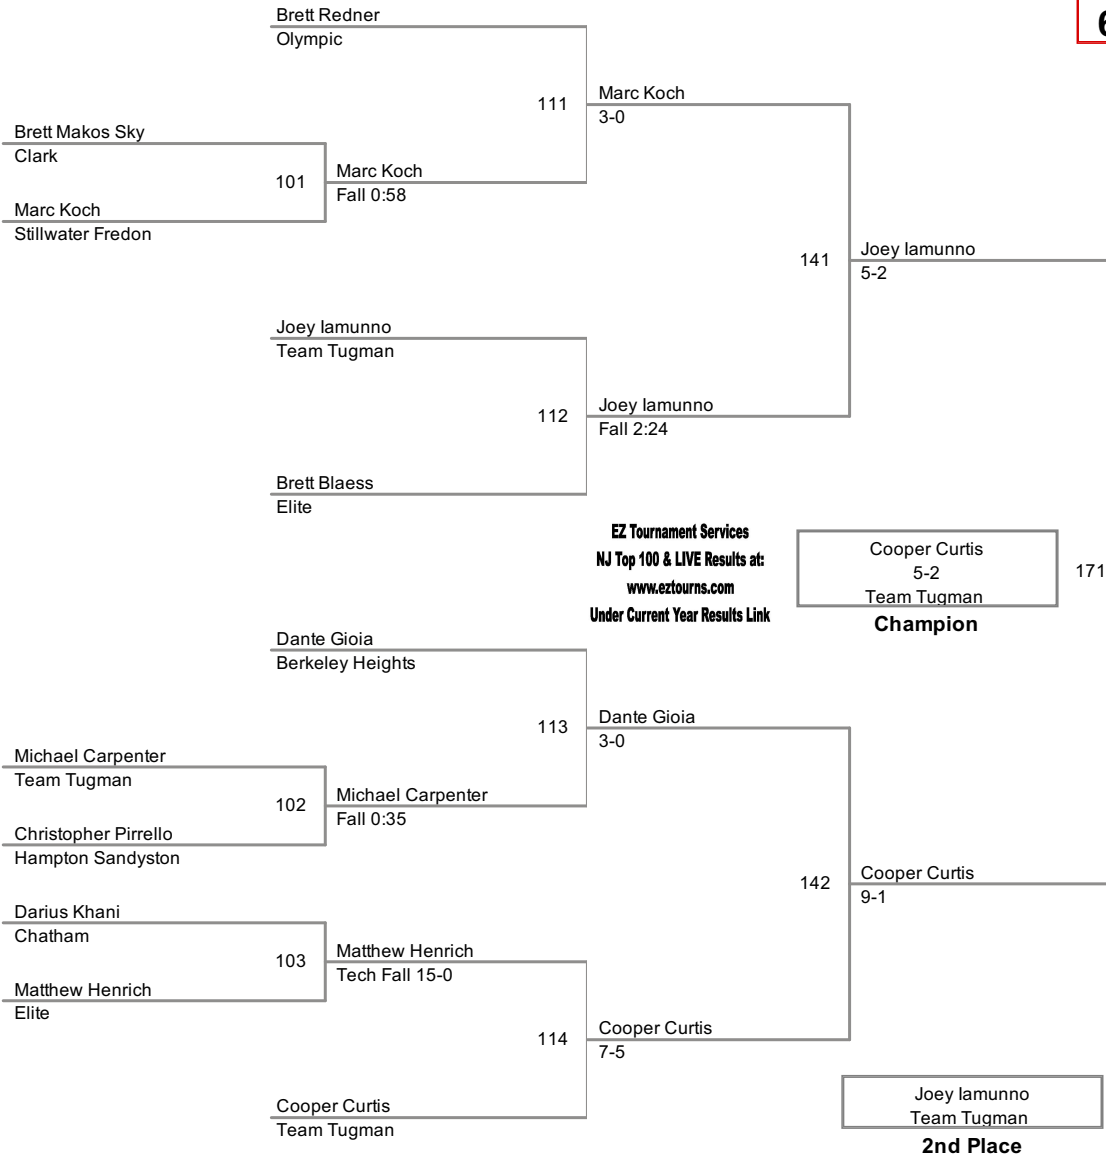 Brett Redner
Olympic
6
111
Marc Koch
3-0
Brett Makos Sky
Clark
101
Marc Koch
Fall 0:58
Marc Koch
Stillwater Fredon
141
Joey Iamunno
5-2
Joey Iamunno
Team Tugman
112
Joey Iamunno
Fall 2:24
Brett Blaess
Elite
EZ Tournament Services
NJ Top 100 & LIVE Results at:
www.eztourns.com
Under Current Year Results Link
Cooper Curtis
5-2
Team Tugman
171
Champion
Dante Gioia
Berkeley Heights
113
Dante Gioia
3-0
Michael Carpenter
Team Tugman
102
Michael Carpenter
Fall 0:35
Christopher Pirrello
Hampton Sandyston
142
Cooper Curtis
9-1
Darius Khani
Chatham
103
Matthew Henrich
Tech Fall 15-0
Matthew Henrich
Elite
114
Cooper Curtis
7-5
Cooper Curtis
Team Tugman
Joey Iamunno
Team Tugman
2nd Place